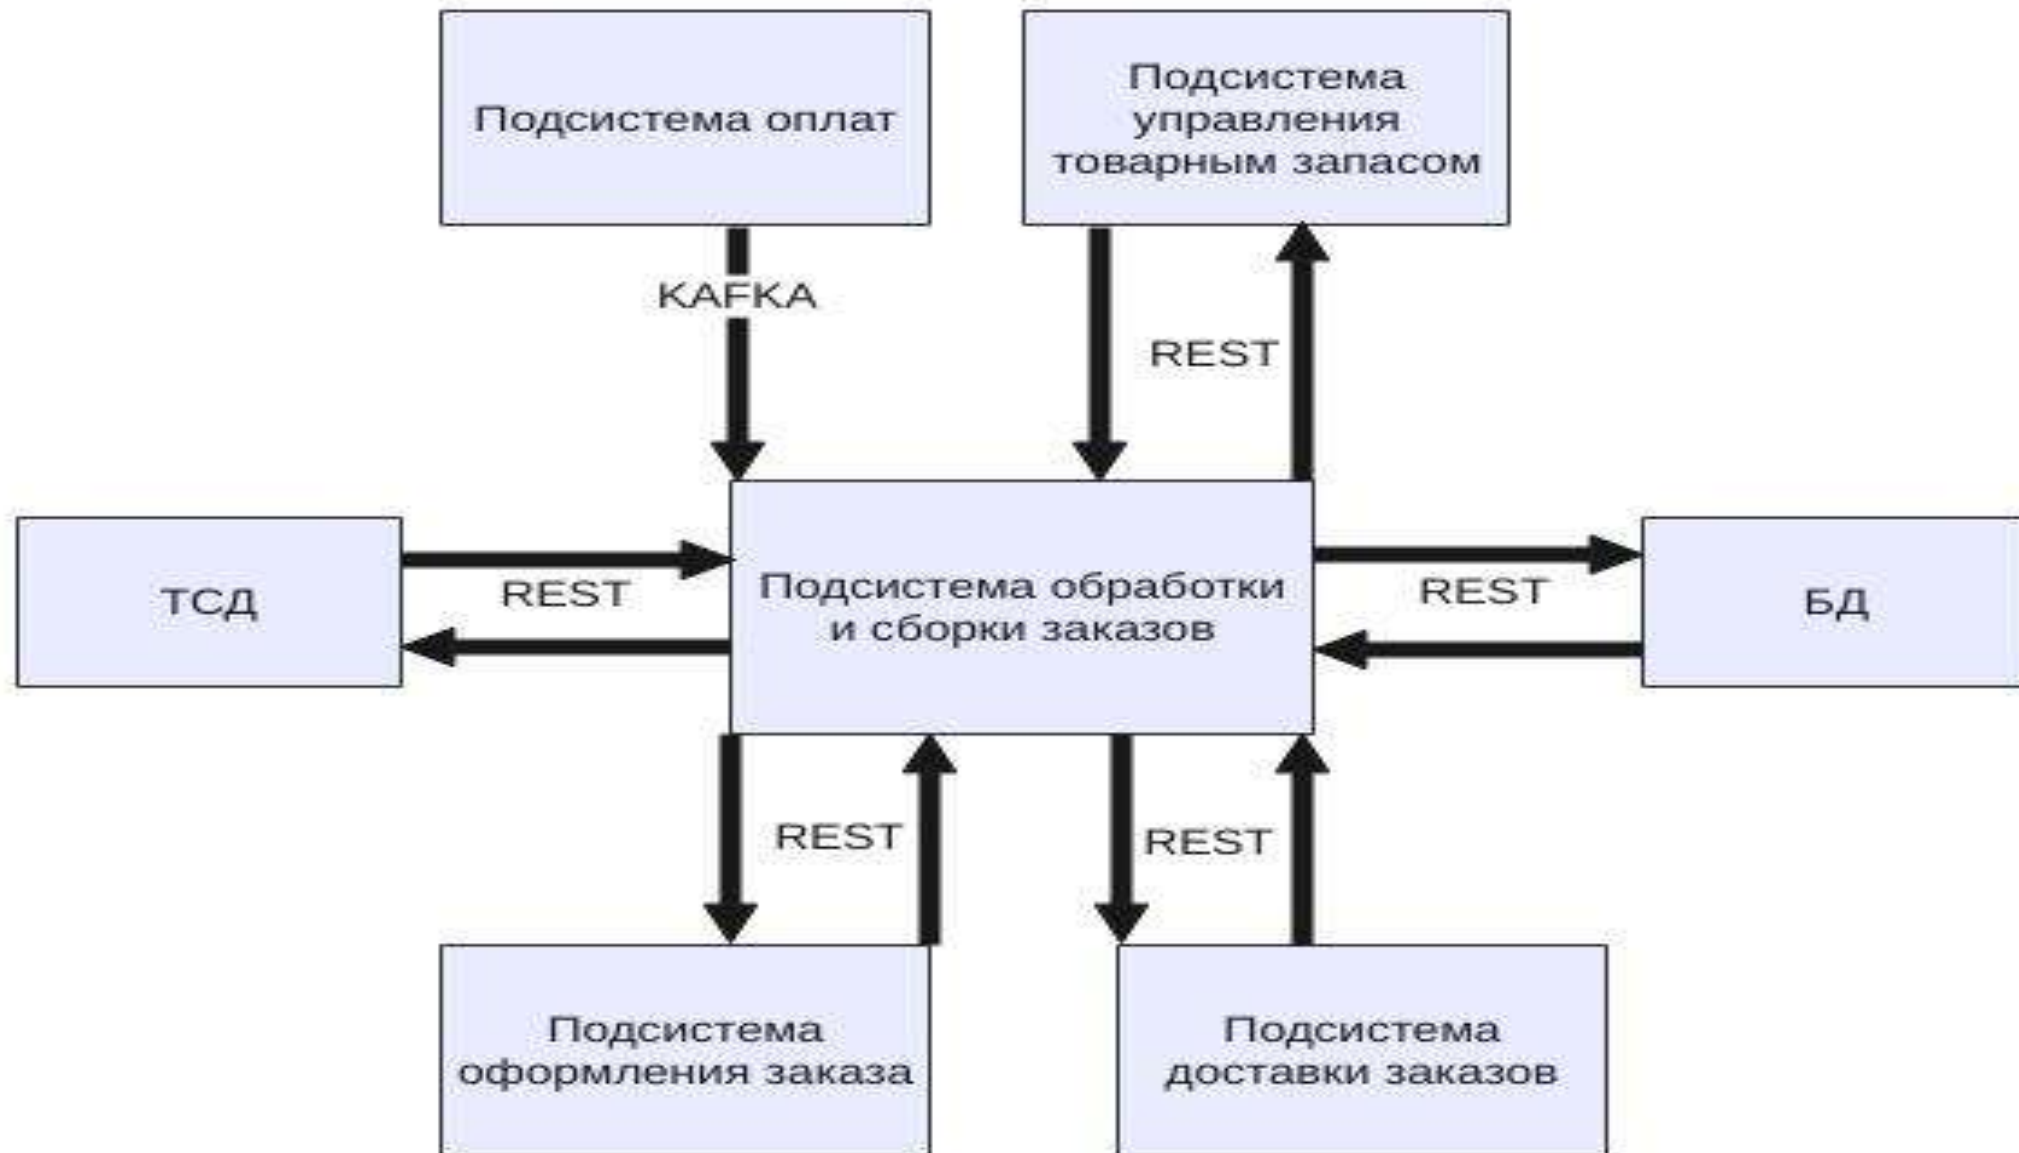 Подсистема оплат
Подсистема
управления
товарным запасом
KAFKA
REST
ТСД
REST
Подсистема обработки
и сборки заказов
REST
БД
REST
REST
Подсистема
оформления заказа
Подсистема
доставки заказов